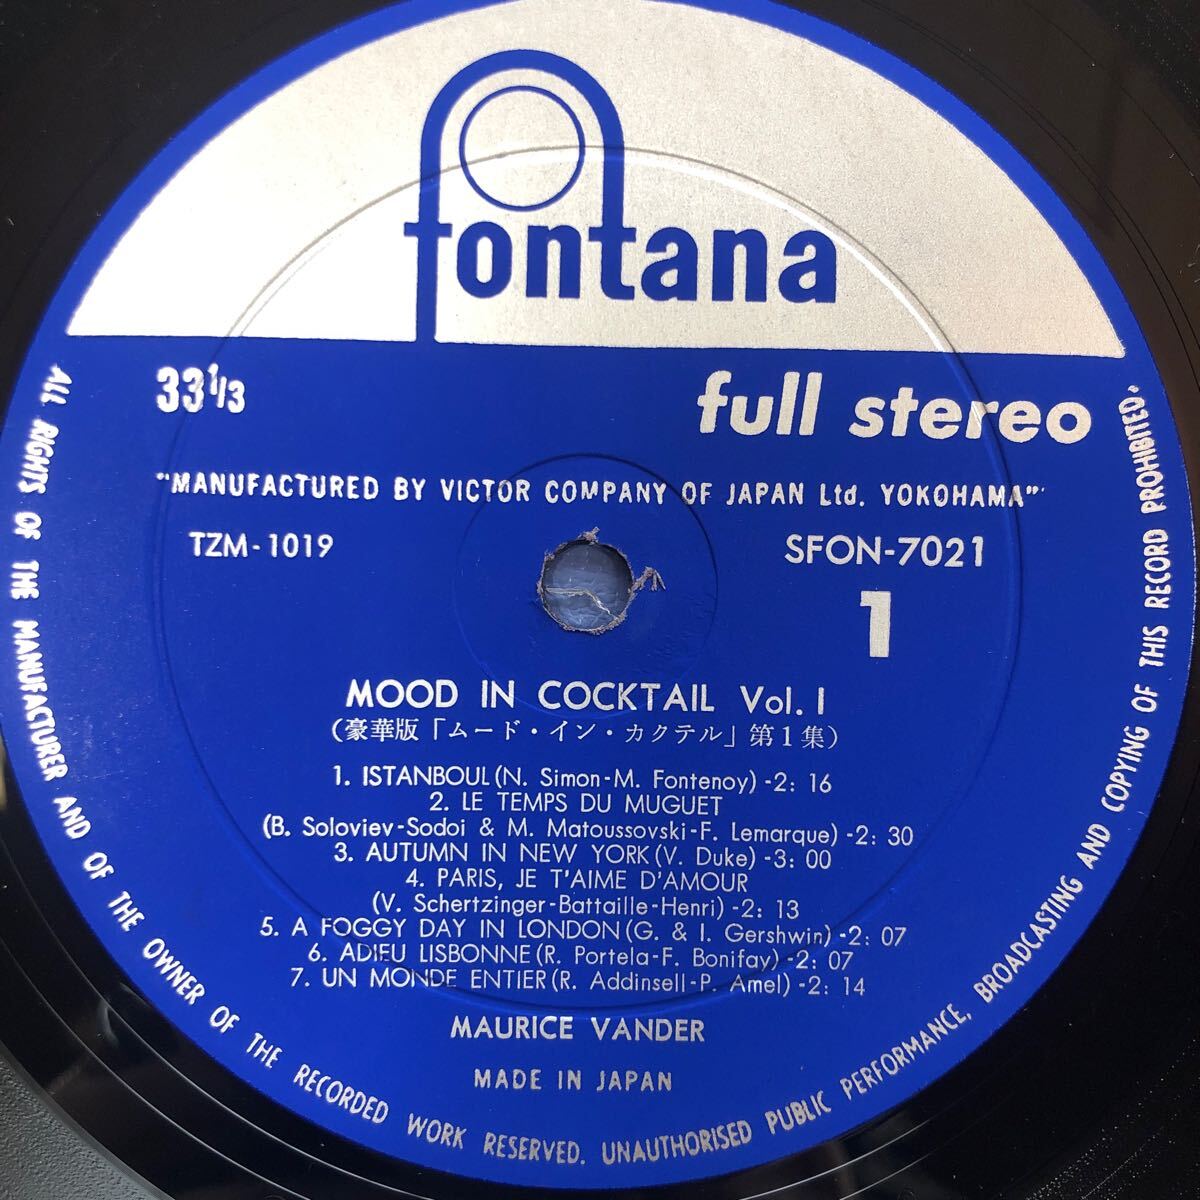 fontana
33 1/3
full stereo
"MANUFACTURED BY VICTOR COMPANY OF JAPAN Ltd. YOKOHAMA"
TZM-1019
SFON-7021
1
MOOD IN COCKTAIL Vol. I
(豪華版「ムード・イン・カクテル」第1集)
1. ISTANBOUL(N. Simon-M. Fontenoy)-2: 16
2. LE TEMPS DU MUGUET
(B. Soloviev-Sodoi & M. Matoussovski-F. Lemarque)-2: 30
3. AUTUMN IN NEW YORK(V. Duke)-3: 00
4. PARIS, JE T'AIME D'AMOUR
(V. Schertzinger-Battaille-Henri)-2: 13
5. A FOGGY DAY IN LONDON(G. & I. Gershwin)-2: 07
6. ADIEU LISBONNE(R. Portela-F. Bonifay)-2: 07
7. UN MONDE ENTIER(R. Addinsell-P. Amel)-2: 14
MAURICE VANDER
MADE IN JAPAN
ALL RIGHTS OF THE MANUFACTURER AND OF THE OWNER OF THE RECORDED WORK RESERVED. UNAUTHORISED PUBLIC PERFORMANCE, BROADCASTING AND COPYING OF THIS RECORD PROHIBITED.